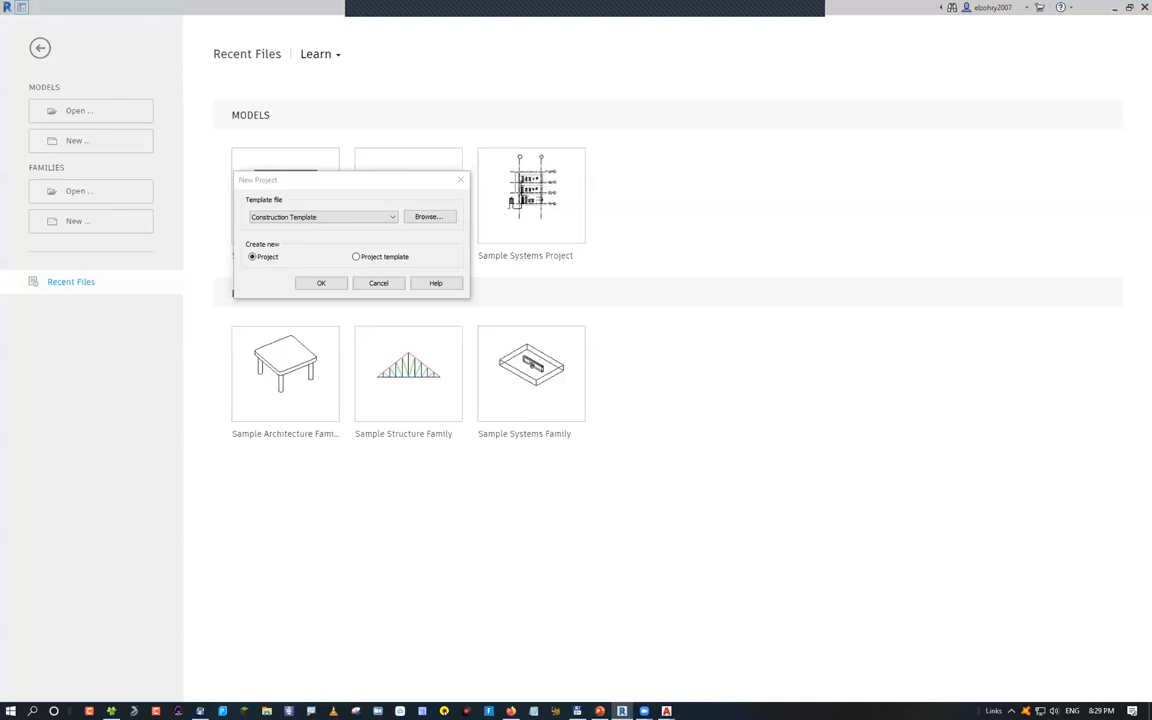 elzohry2007
Recent Files
Learn
MODELS
Open ...
New ...
FAMILIES
Open ...
New ...
Recent Files
MODELS
New Project
Template file
Construction Template
Browse...
Create new
Project
Project template
OK
Cancel
Help
Sample Systems Project
Sample Architecture Fami...
Sample Structure Family
Sample Systems Family
Links
ENG
8:29 PM